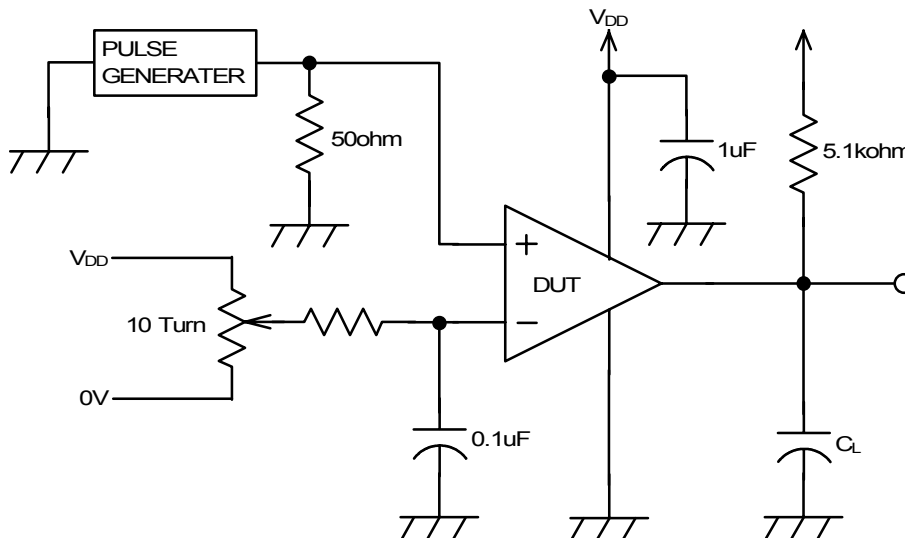 PULSE
GENERATER
50ohm
VDD
1uF
5.1kohm
VDD
10 Turn
0V
+
−
DUT
0.1uF
CL